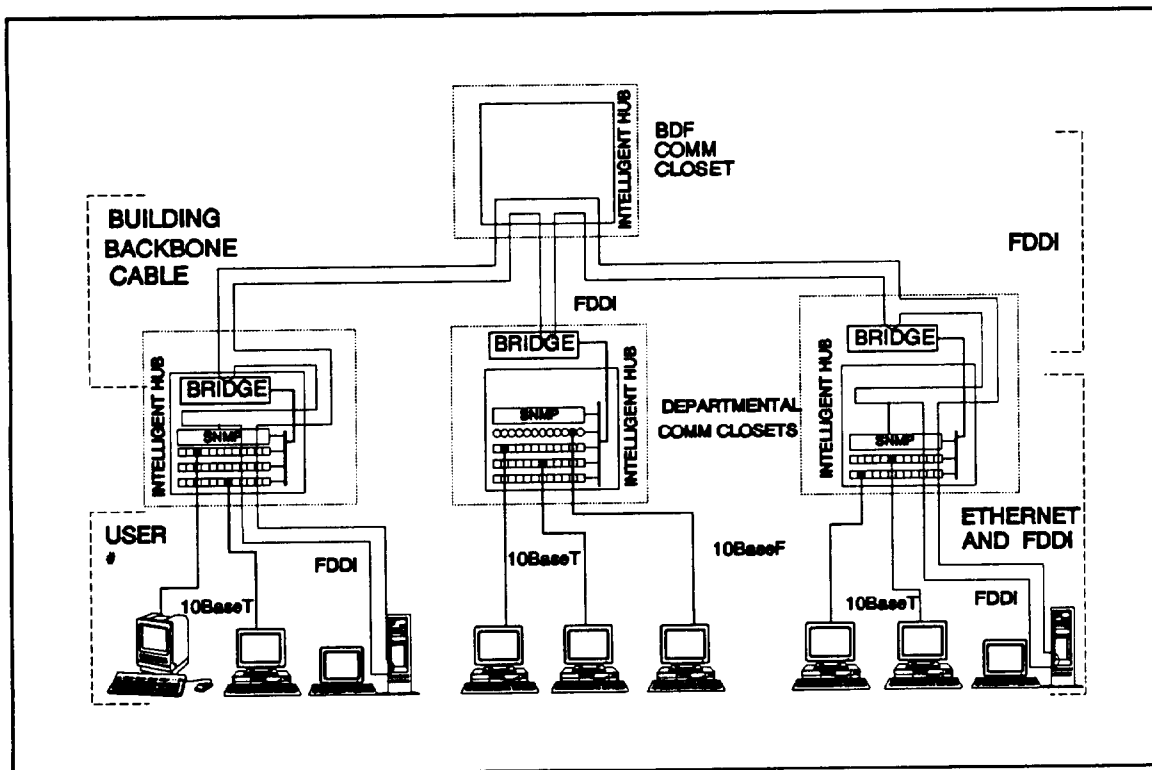 INTELLIGENT HUB
BDF
COMM
CLOSET
BUILDING
BACKBONE
CABLE
FDDI
FDDI
INTELLIGENT HUB
BRIDGE
SNMP
BRIDGE
SNMP
INTELLIGENT HUB
DEPARTMENTAL
COMM CLOSETS
INTELLIGENT HUB
BRIDGE
SNMP
USER
#
FDDI
10BaseT
10BaseT
10BaseF
10BaseT
FDDI
ETHERNET
AND FDDI